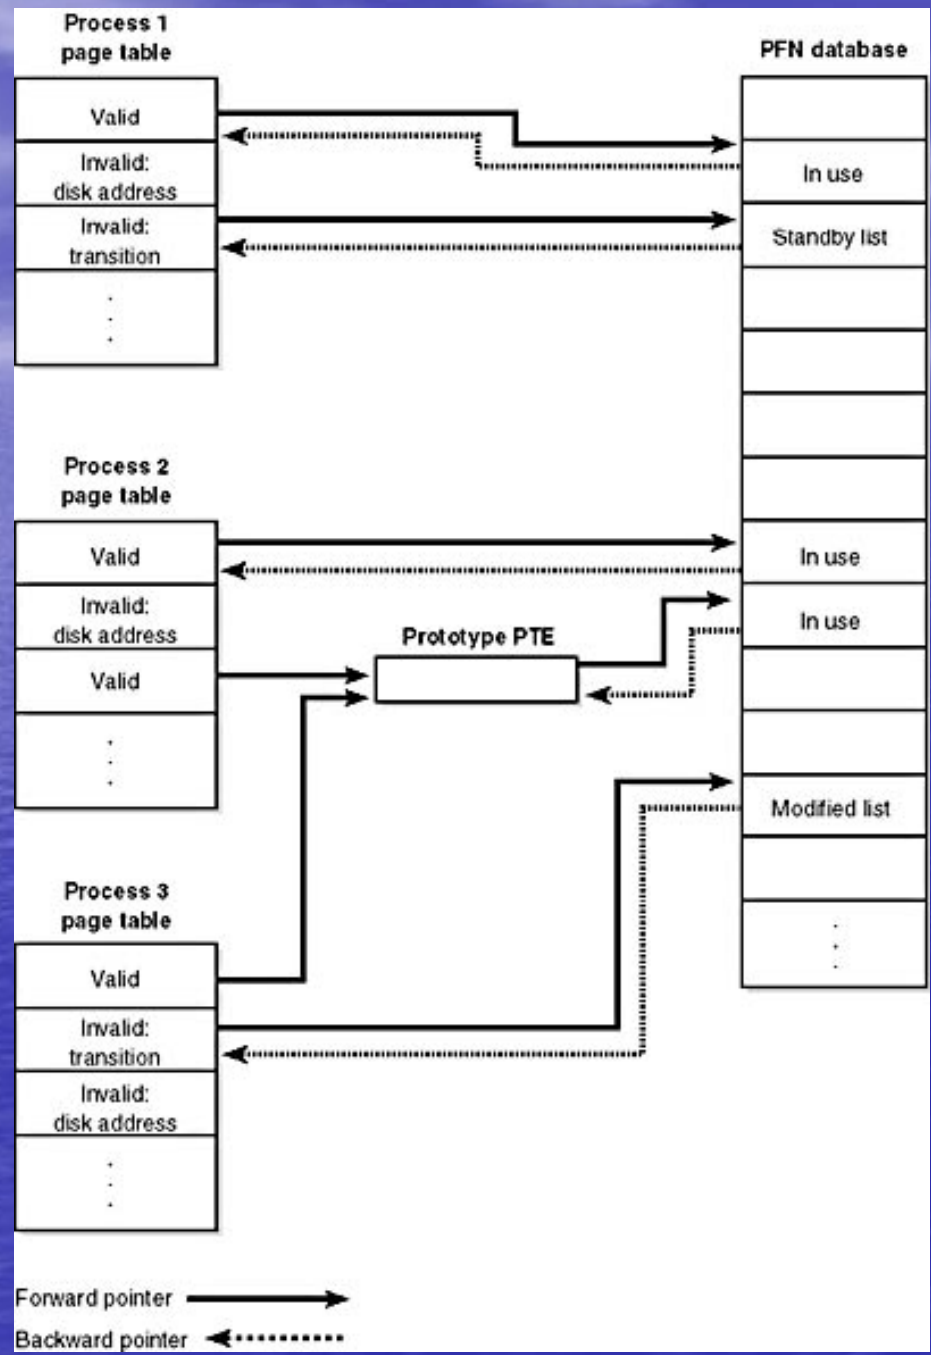 Process 1
page table
Valid
Invalid:
disk address
Invalid:
transition
PFN database
In use
Standby list
In use
In use
Modified list
Process 2
page table
Valid
Invalid:
disk address
Valid
Prototype PTE
Process 3
page table
Valid
Invalid:
transition
Invalid:
disk address
Forward pointer
Backward pointer